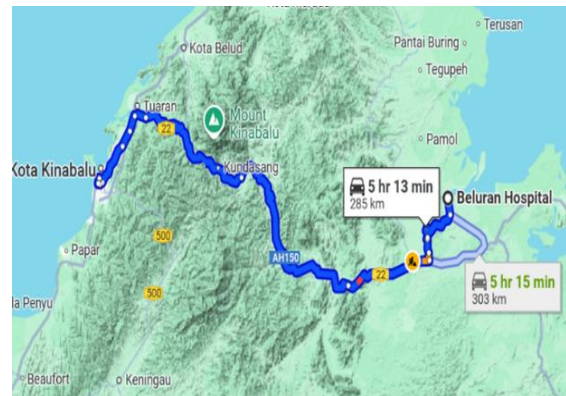 Terusan
Kota Belud
Pantai Buring
Tegupeh
Tuaran
22
Mount
Kinabalu
Pamol
Kota Kinabalu
Kundasang
5 hr 13 min
285 km
Beluran Hospital
500
Papar
AH150
22
5 hr 15 min
303 km
500
la Penyu
Beaufort
Keningau